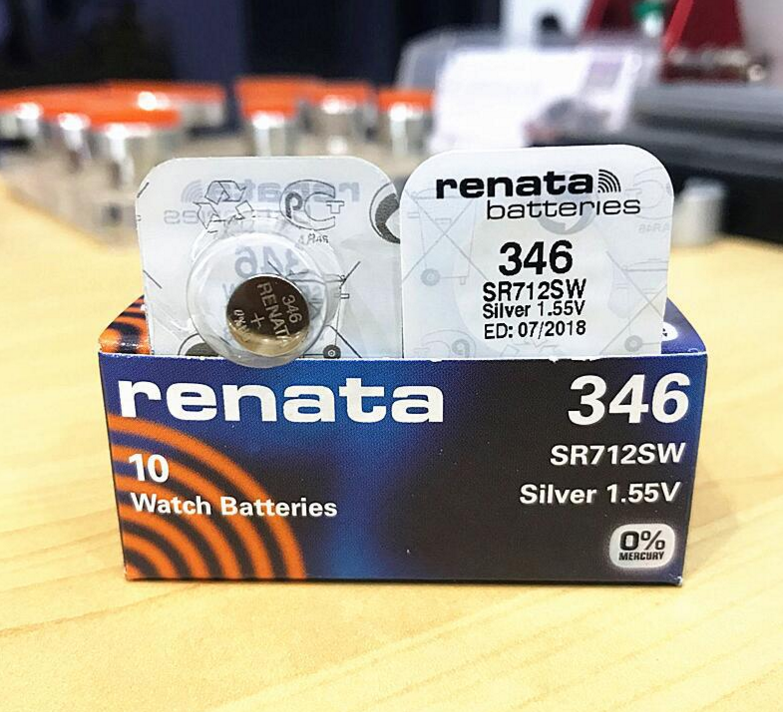 renata
batteries
346
SR712SW
Silver 1.55V
ED: 07/2018
346
RENATA
+
renata
346
10
Watch Batteries
SR712SW
Silver 1.55V
0%
MERCURY